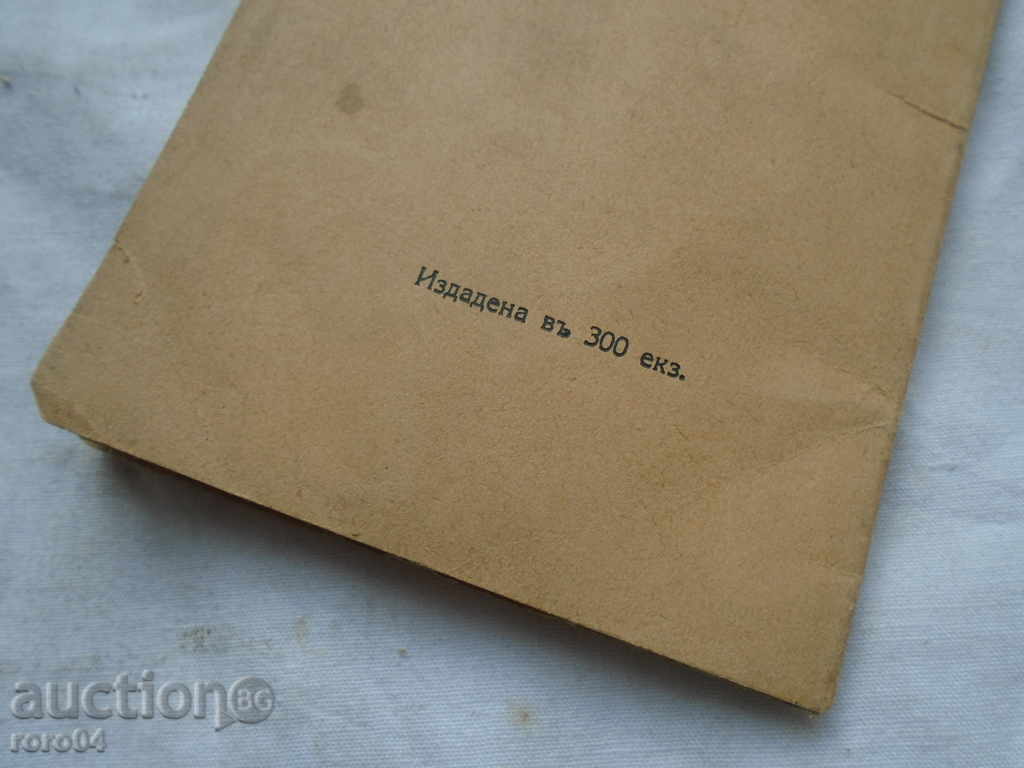 Издадена въ 300 екз.
auction BG
roro04